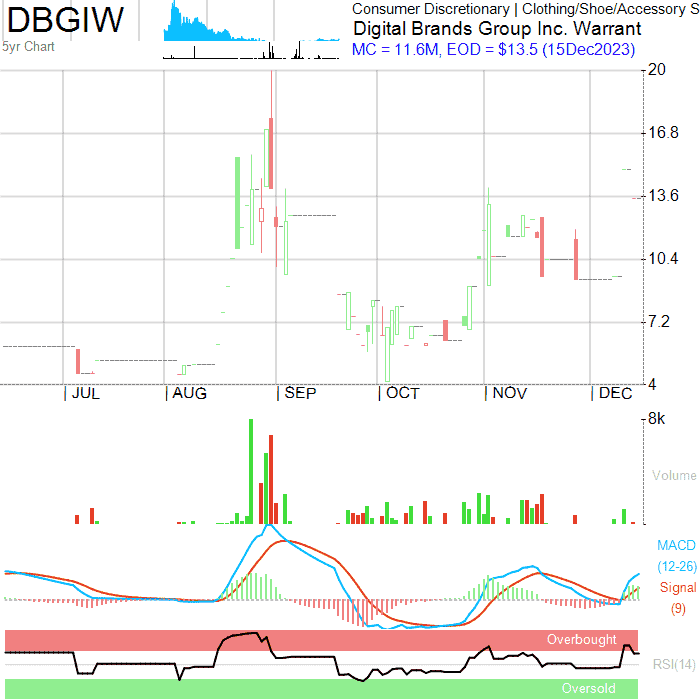 DBGIW
5yr Chart
Consumer Discretionary | Clothing/Shoe/Accessory S
Digital Brands Group Inc. Warrant
MC = 11.6M, EOD = $13.5 (15Dec2023)
20
16.8
13.6
10.4
7.2
4
JUL
AUG
SEP
OCT
NOV
DEC
8k
Volume
MACD
(12-26)
Signal
(9)
Overbought
RSI(14)
Oversold